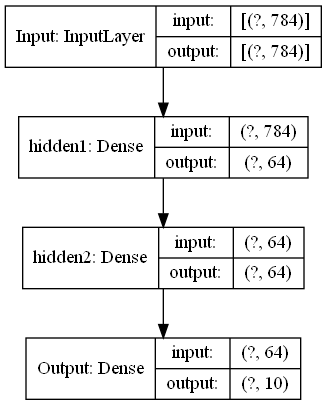 Input: InputLayer
input: [(?, 784)]
output: [(?, 784)]
hidden1: Dense
input: (?, 784)
output: (?, 64)
hidden2: Dense
input: (?, 64)
output: (?, 64)
Output: Dense
input: (?, 64)
output: (?, 10)